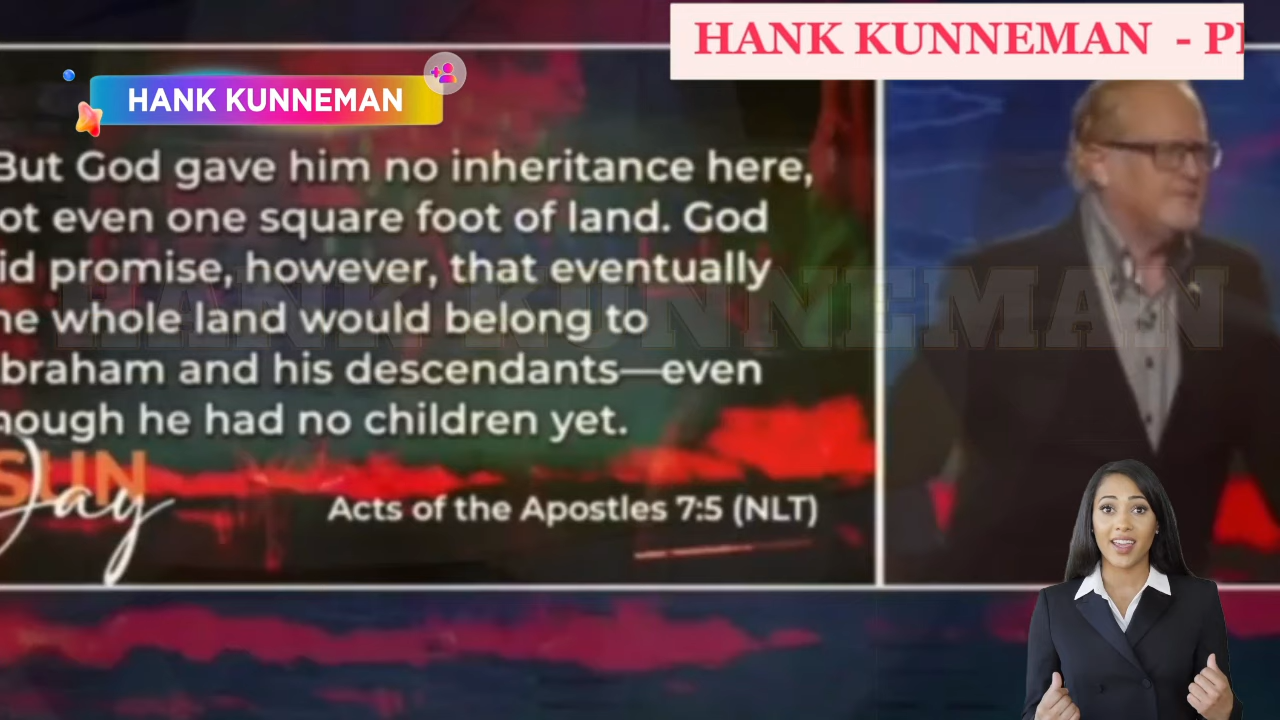 HANK KUNNEMAN - P
HANK KUNNEMAN
But God gave him no inheritance here,
ot even one square foot of land. God
id promise, however, that eventually
he whole land would belong to
braham and his descendants—even
hough he had no children yet.
SUN
Day
Acts of the Apostles 7:5 (NLT)
HANK KUNNEMAN